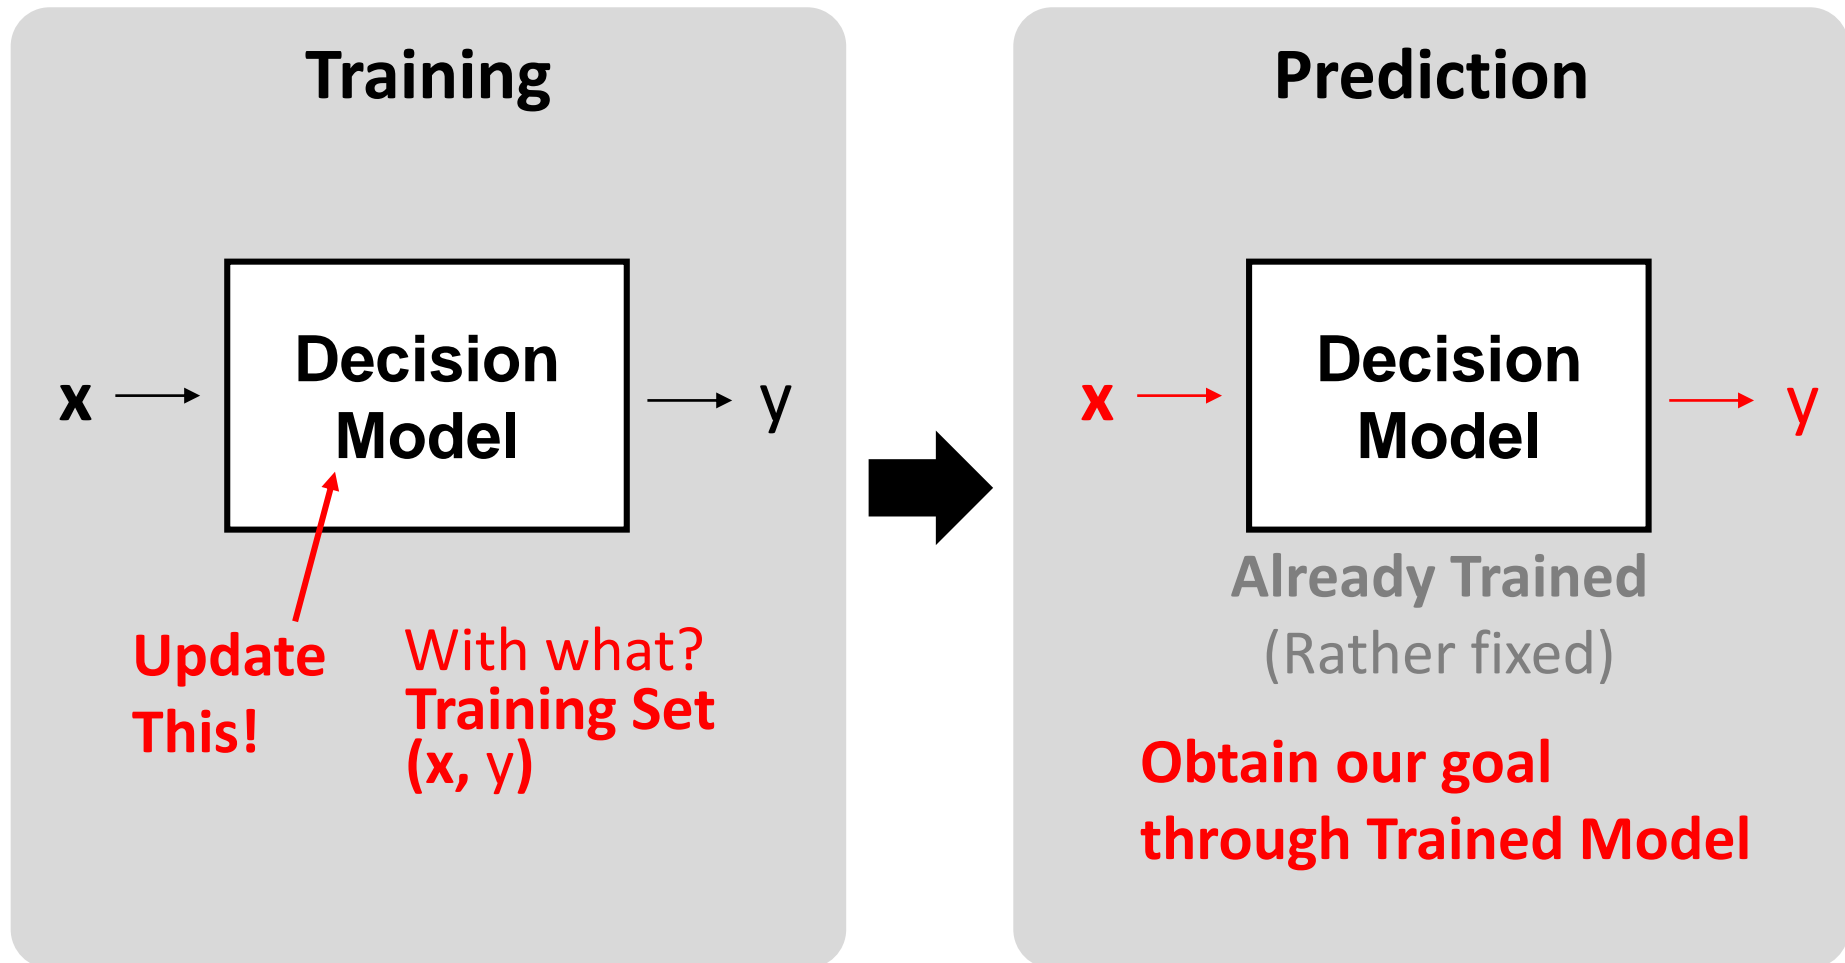 Training
x
Decision
Model
y
Update
This!
With what?
Training Set
(x, y)
Prediction
x
Decision
Model
y
Already Trained
(Rather fixed)
Obtain our goal
through Trained Model